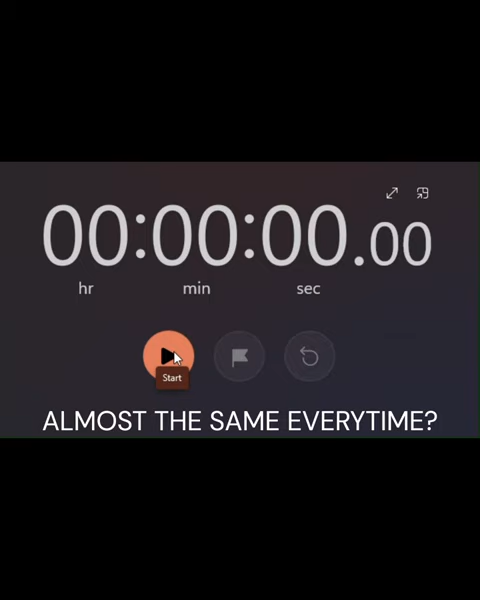 00:00:00.00
hr min sec
Start
ALMOST THE SAME EVERYTIME?